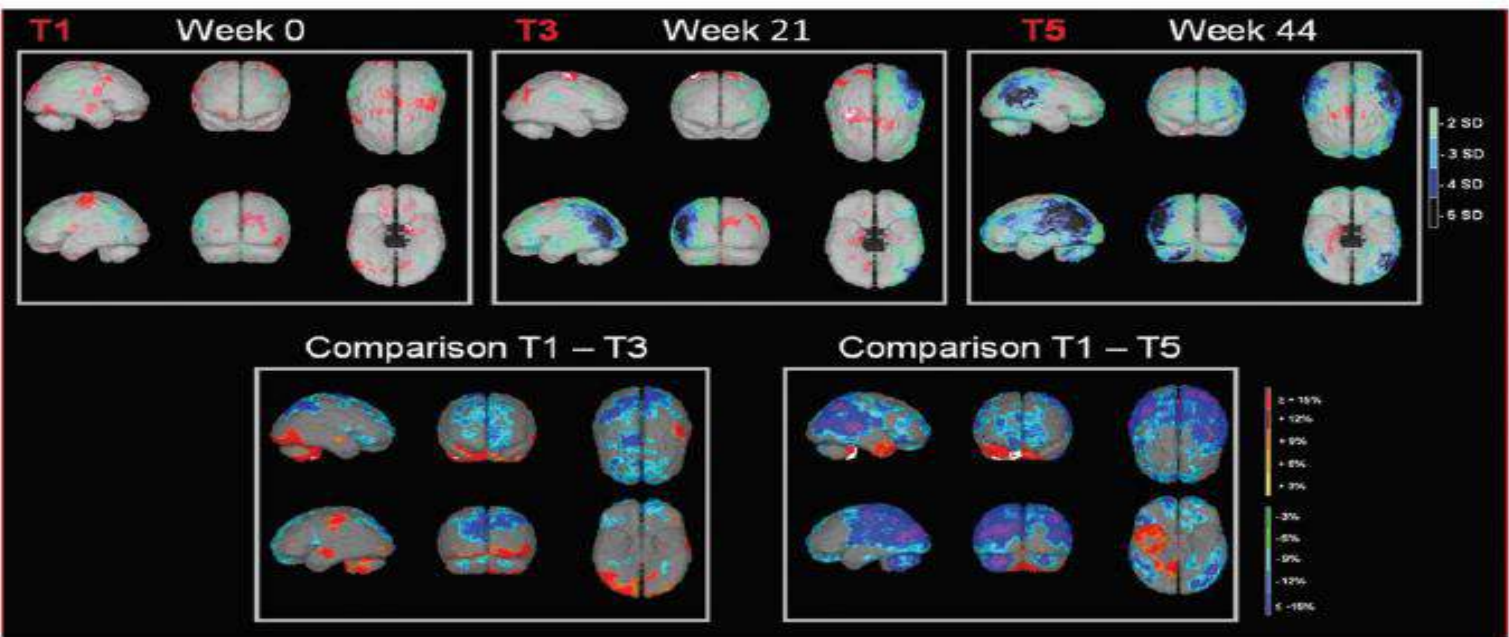 T1 Week 0
T3 Week 21
T5 Week 44
- 2 SD
- 3 SD
- 4 SD
- 5 SD
Comparison T1 – T3
Comparison T1 – T5
≥ + 15%
+ 12%
+ 9%
+ 6%
+ 3%
-3%
-6%
-9%
- 12%
≤ -15%